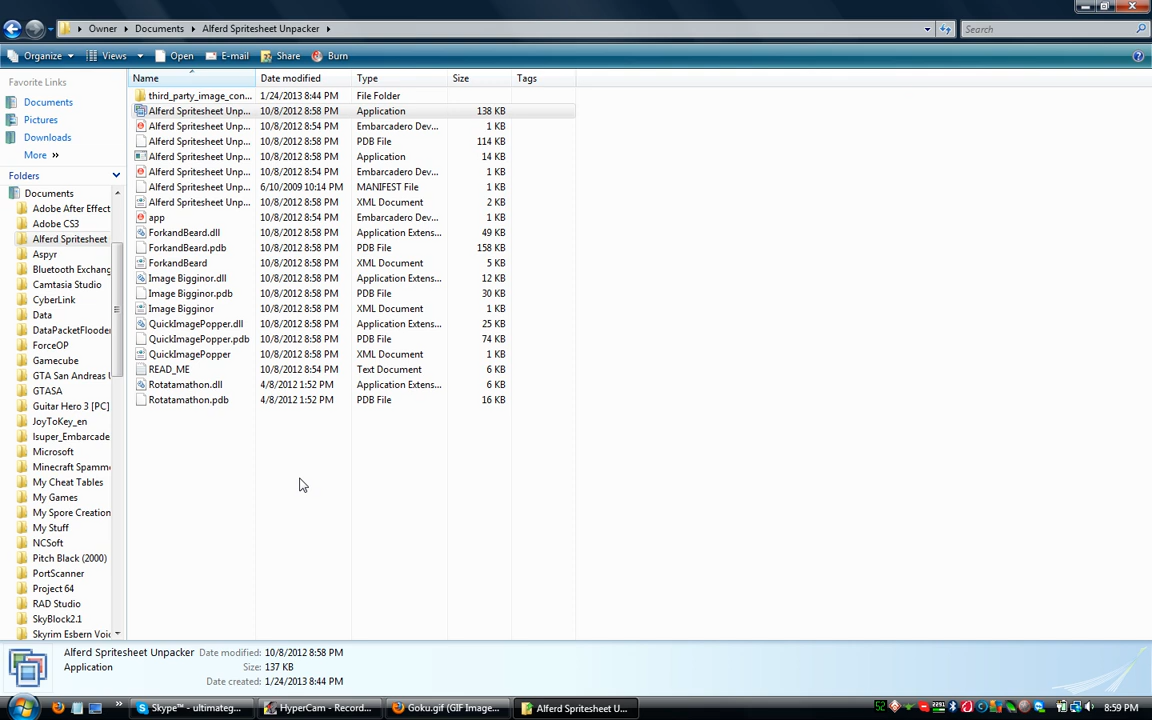 Owner ▸ Documents ▸ Alferd Spritesheet Unpacker ▸
Search
Organize Views Open E-mail Share Burn
Favorite Links
Documents
Pictures
Downloads
More »
Folders
Documents
Adobe After Effect
Adobe CS3
Alferd Spritesheet
Aspyr
Bluetooth Exchang
Camtasia Studio
CyberLink
Data
DataPacketFlooder
ForceOP
Gamecube
GTA San Andreas
GTASA
Guitar Hero 3 [PC]
JoyToKey_en
Isuper_Embarcade
Microsoft
Minecraft Spamm
My Cheat Tables
My Games
My Spore Creation
My Stuff
NCSoft
Pitch Black (2000)
PortScanner
Project 64
RAD Studio
SkyBlock2.1
Skyrim Esbern Voi
Name Date modified Type Size Tags
third_party_image_con... 1/24/2013 8:44 PM File Folder
Alferd Spritesheet Unp... 10/8/2012 8:58 PM Application 138 KB
Alferd Spritesheet Unp... 10/8/2012 8:54 PM Embarcadero Dev... 1 KB
Alferd Spritesheet Unp... 10/8/2012 8:58 PM PDB File 114 KB
Alferd Spritesheet Unp... 10/8/2012 8:58 PM Application 14 KB
Alferd Spritesheet Unp... 10/8/2012 8:54 PM Embarcadero Dev... 1 KB
Alferd Spritesheet Unp... 6/10/2009 10:14 PM MANIFEST File 1 KB
Alferd Spritesheet Unp... 10/8/2012 8:58 PM XML Document 2 KB
app 10/8/2012 8:54 PM Embarcadero Dev... 1 KB
ForkandBeard.dll 10/8/2012 8:58 PM Application Extens... 49 KB
ForkandBeard.pdb 10/8/2012 8:58 PM PDB File 158 KB
ForkandBeard 10/8/2012 8:58 PM XML Document 5 KB
Image Bigginor.dll 10/8/2012 8:58 PM Application Extens... 12 KB
Image Bigginor.pdb 10/8/2012 8:58 PM PDB File 30 KB
Image Bigginor 10/8/2012 8:58 PM XML Document 1 KB
QuickImagePopper.dll 10/8/2012 8:58 PM Application Extens... 25 KB
QuickImagePopper.pdb 10/8/2012 8:58 PM PDB File 74 KB
QuickImagePopper 10/8/2012 8:58 PM XML Document 1 KB
READ_ME 10/8/2012 8:54 PM Text Document 6 KB
Rotatamathon.dll 4/8/2012 1:52 PM Application Extens... 6 KB
Rotatamathon.pdb 4/8/2012 1:52 PM PDB File 16 KB
Alferd Spritesheet Unpacker Date modified: 10/8/2012 8:58 PM
Application Size: 137 KB
Date created: 1/24/2013 8:44 PM
» Skype™ - ultimateg... HyperCam - Record... Goku.gif (GIF Image... Alferd Spritesheet U... 52 8:59 PM